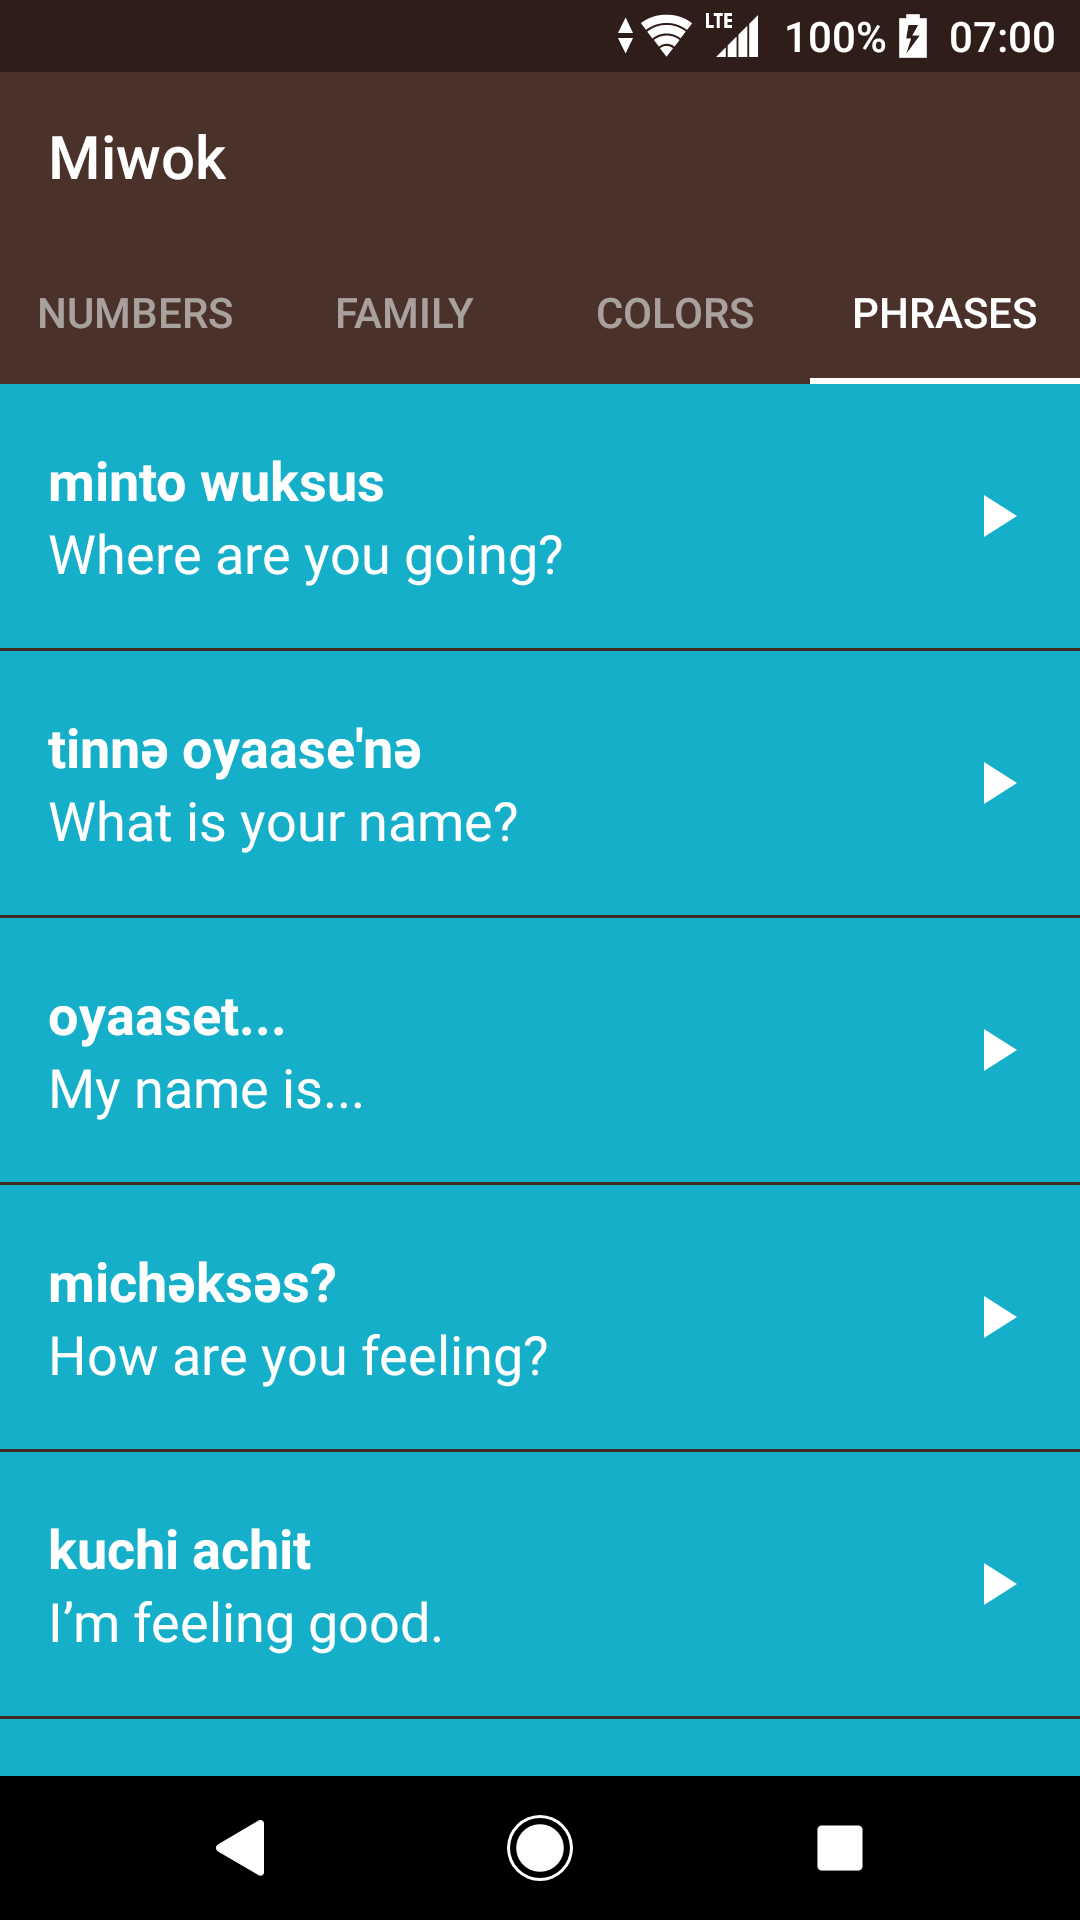 LTE 100% 07:00
Miwok
NUMBERS FAMILY COLORS PHRASES
minto wuksus
Where are you going?
tinnə oyaase'nə
What is your name?
oyaaset...
My name is...
michəksəs?
How are you feeling?
kuchi achit
I’m feeling good.